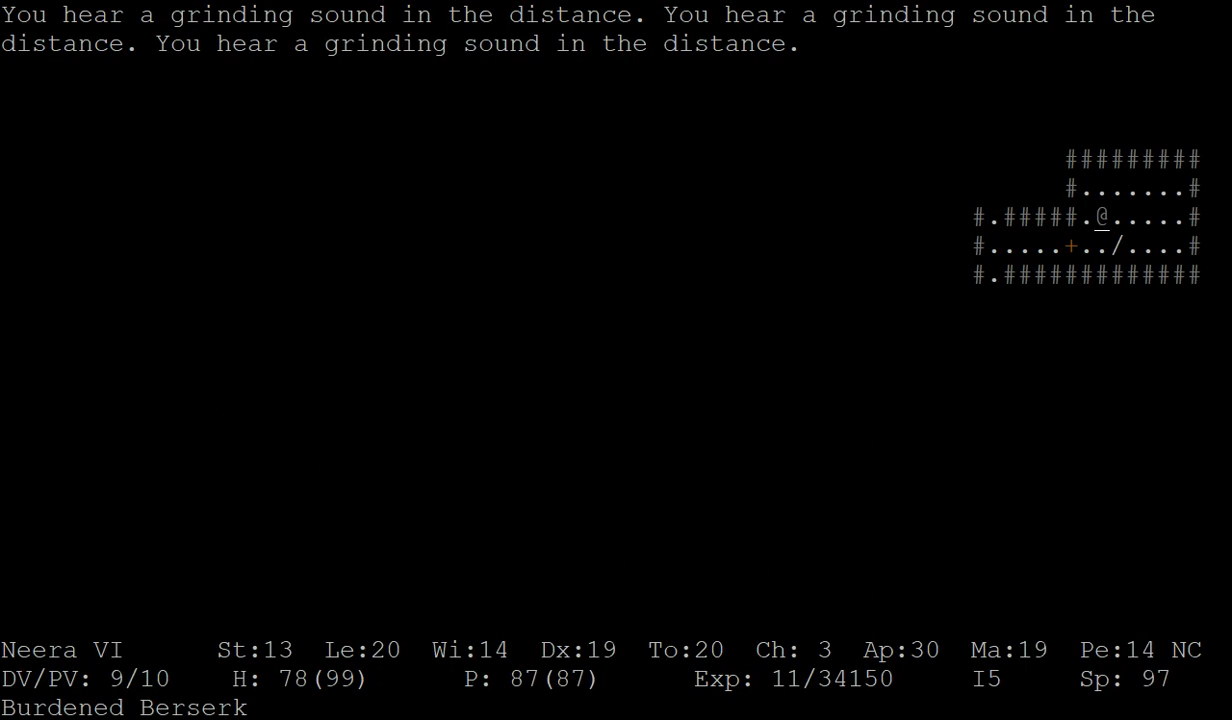 You hear a grinding sound in the distance. You hear a grinding sound in the
distance. You hear a grinding sound in the distance.
#########
#.......#
#.#####.@.....#
#.....+../....#
#.#############
Neera VI St:13 Le:20 Wi:14 Dx:19 To:20 Ch: 3 Ap:30 Ma:19 Pe:14 NC
DV/PV: 9/10 H: 78(99) P: 87(87) Exp: 11/34150 I5 Sp: 97
Burdened Berserk